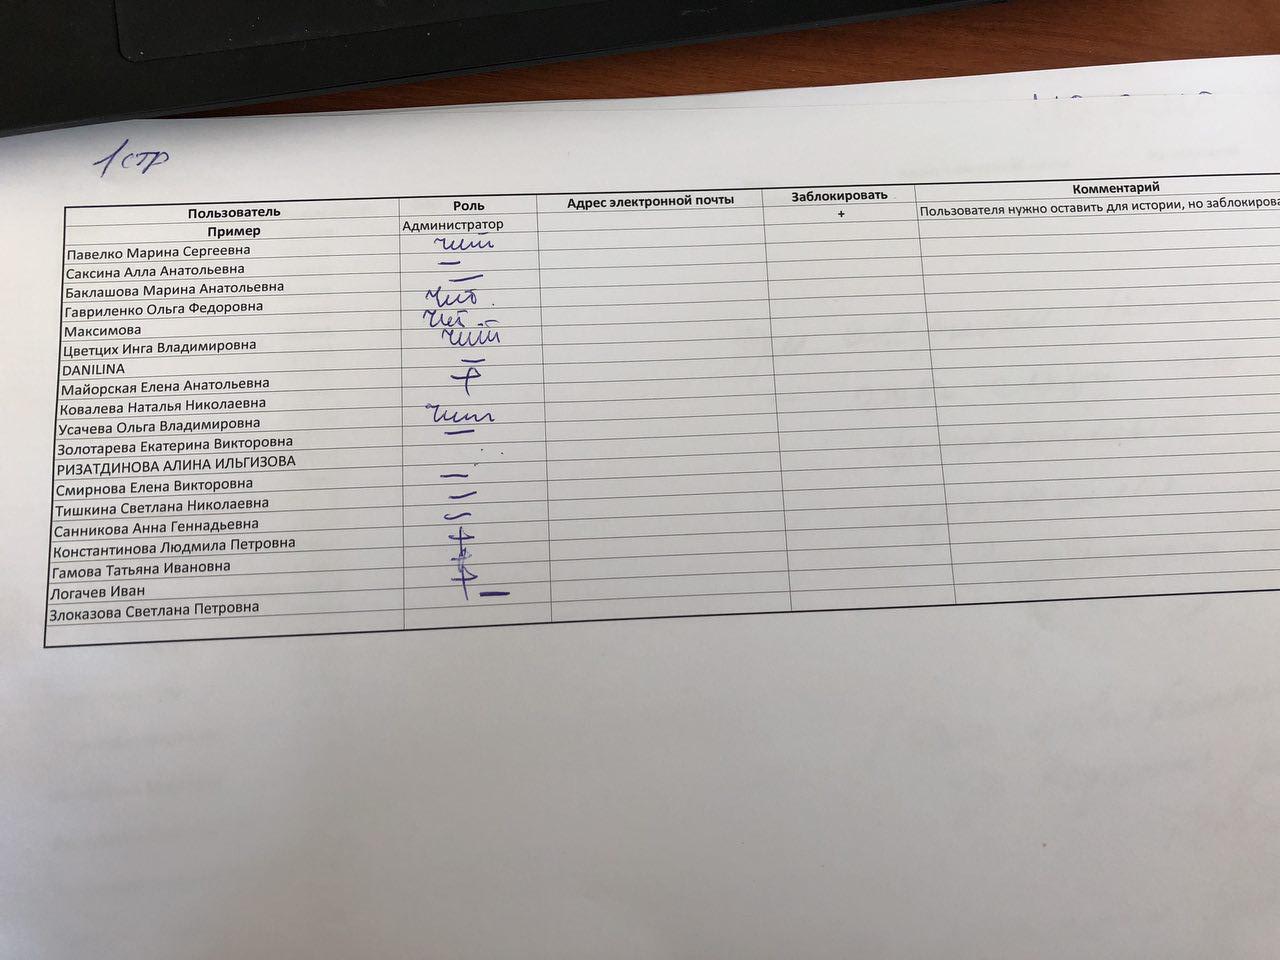 1 стр
Пользователь Роль Адрес электронной почты Заблокировать Комментарий
Пример Администратор + Пользователя нужно оставить для истории, но заблокирова
Павелко Марина Сергеевна чит
Саксина Алла Анатольевна —
Баклашова Марина Анатольевна —
Гавриленко Ольга Федоровна чит.
Максимова чит
Цветцих Инга Владимировна чит
DANILINA —
Майорская Елена Анатольевна +
Ковалева Наталья Николаевна
Усачева Ольга Владимировна чит
Золотарева Екатерина Викторовна —
РИЗАТДИНОВА АЛИНА ИЛЬГИЗОВА
Смирнова Елена Викторовна —
Тишкина Светлана Николаевна —
Санникова Анна Геннадьевна —
Константинова Людмила Петровна +
Гамова Татьяна Ивановна +
Логачев Иван +
Злоказова Светлана Петровна —